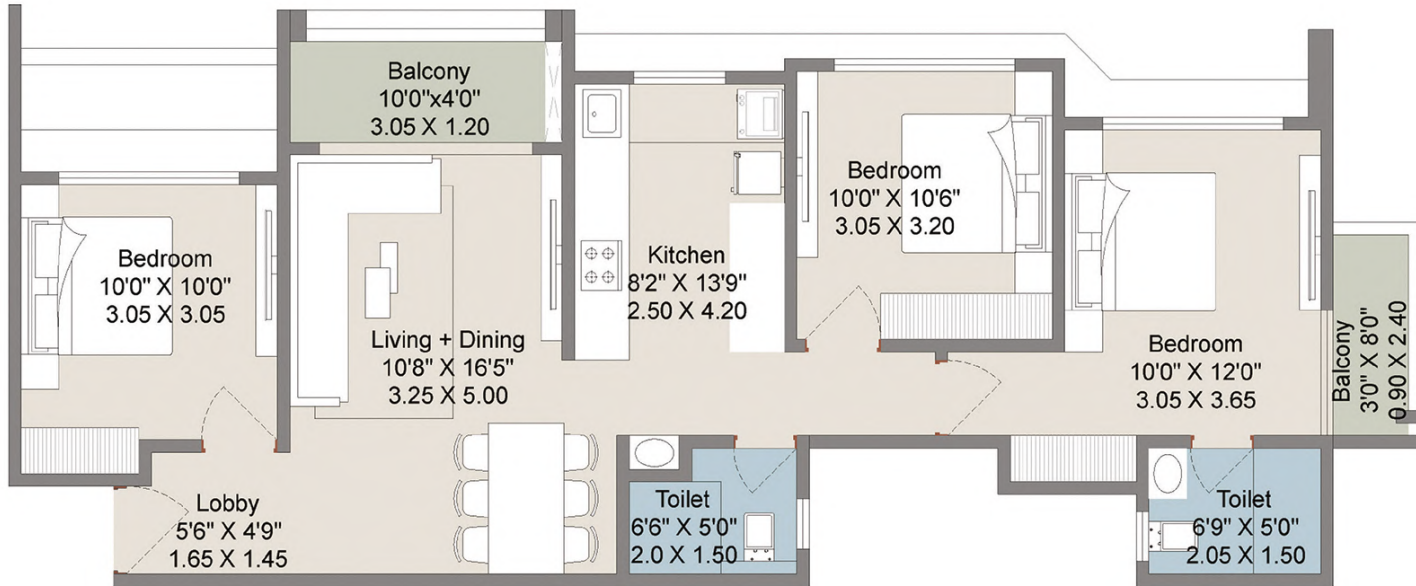 Balcony
10'0"x4'0"
3.05 X 1.20
Bedroom
10'0" X 10'6"
3.05 X 3.20
Bedroom
10'0" X 10'0"
3.05 X 3.05
Kitchen
8'2" X 13'9"
2.50 X 4.20
Living + Dining
10'8" X 16'5"
3.25 X 5.00
Bedroom
10'0" X 12'0"
3.05 X 3.65
Balcony
3'0" X 8'0"
0.90 X 2.40
Lobby
5'6" X 4'9"
1.65 X 1.45
Toilet
6'6" X 5'0"
2.0 X 1.50
Toilet
6'9" X 5'0"
2.05 X 1.50